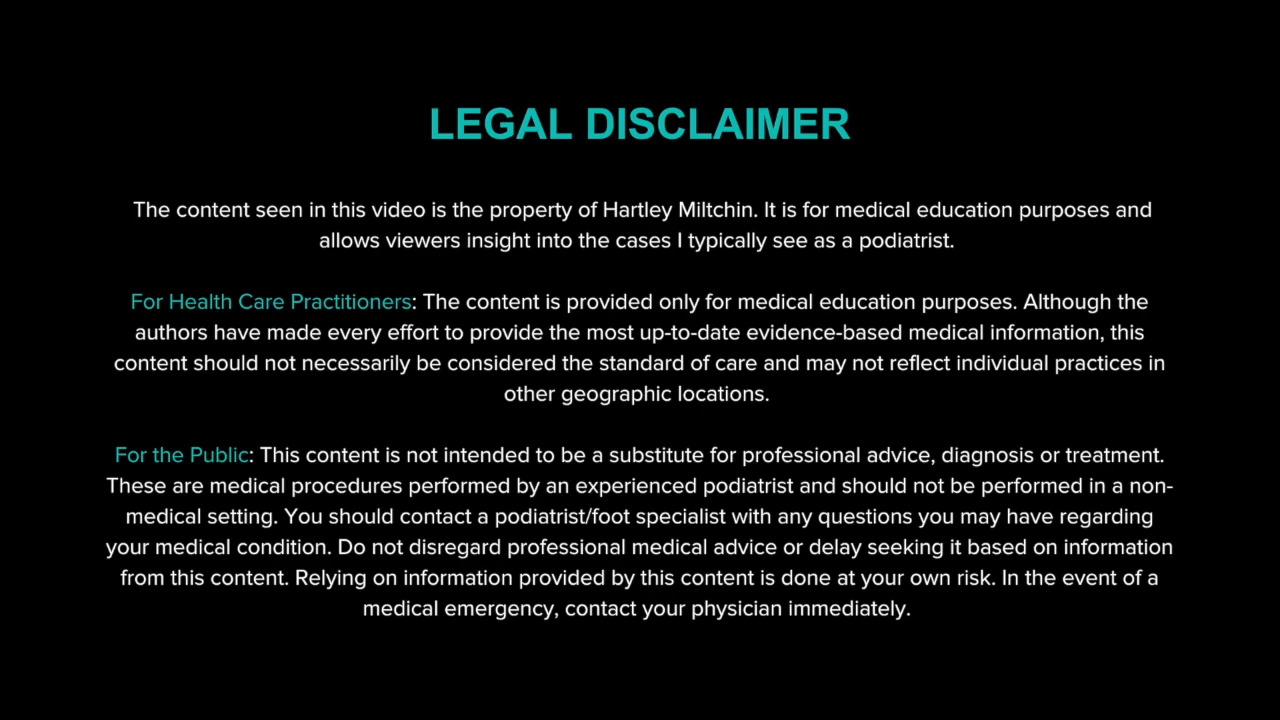 LEGAL DISCLAIMER
The content seen in this video is the property of Hartley Miltchin. It is for medical education purposes and
allows viewers insight into the cases I typically see as a podiatrist.
For Health Care Practitioners: The content is provided only for medical education purposes. Although the
authors have made every effort to provide the most up-to-date evidence-based medical information, this
content should not necessarily be considered the standard of care and may not reflect individual practices in
other geographic locations.
For the Public: This content is not intended to be a substitute for professional advice, diagnosis or treatment.
These are medical procedures performed by an experienced podiatrist and should not be performed in a non-
medical setting. You should contact a podiatrist/foot specialist with any questions you may have regarding
your medical condition. Do not disregard professional medical advice or delay seeking it based on information
from this content. Relying on information provided by this content is done at your own risk. In the event of a
medical emergency, contact your physician immediately.